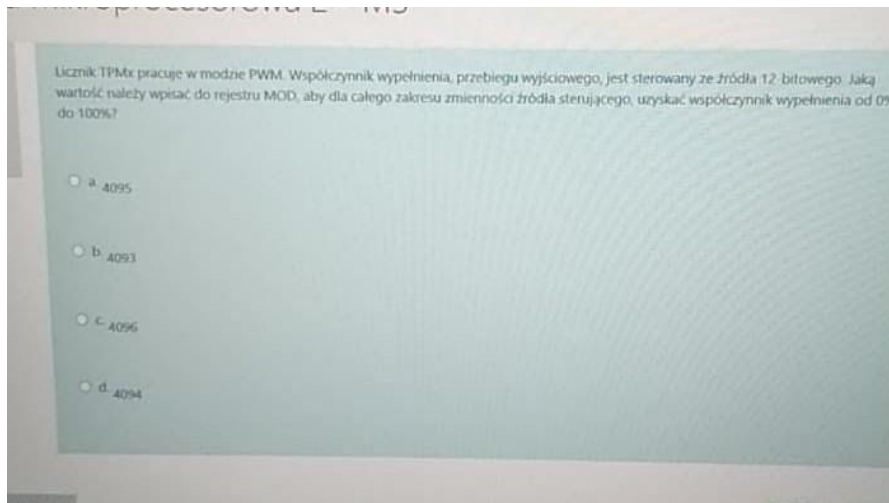 Licznik TPMx pracuje w modzie PWM. Współczynnik wypełnienia, przebiegu wyjściowego, jest sterowany ze źródła 12-bitowego. Jaką
wartość należy wpisać do rejestru MOD, aby dla całego zakresu zmienności źródła sterującego, uzyskać współczynnik wypełnienia od
do 100%?
a. 4095
b. 4093
c. 4096
d. 4094